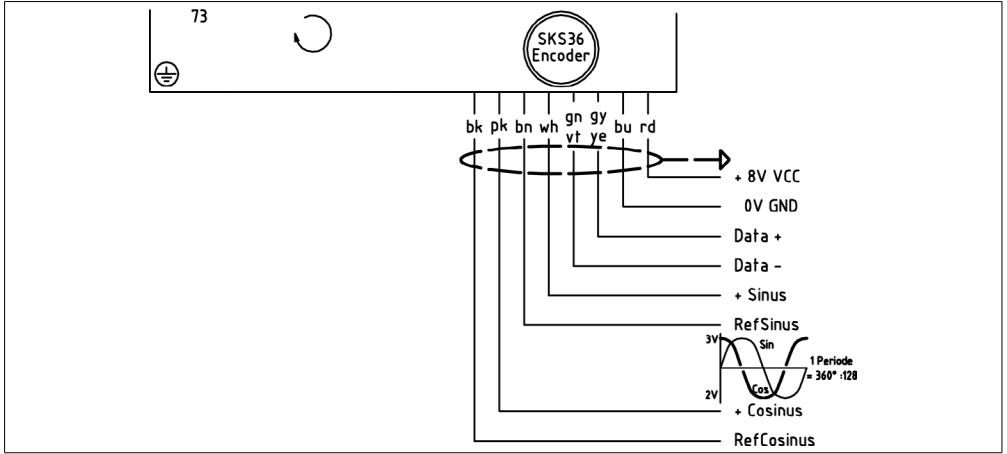 73
SKS36
Encoder
bk pk bn wh gn gy bu rd
vt ye
+ 8V VCC
0V GND
Data +
Data -
+ Sinus
RefSinus
3V
Sin
1 Periode
= 360° :128
Cos
2V
+ Cosinus
RefCosinus